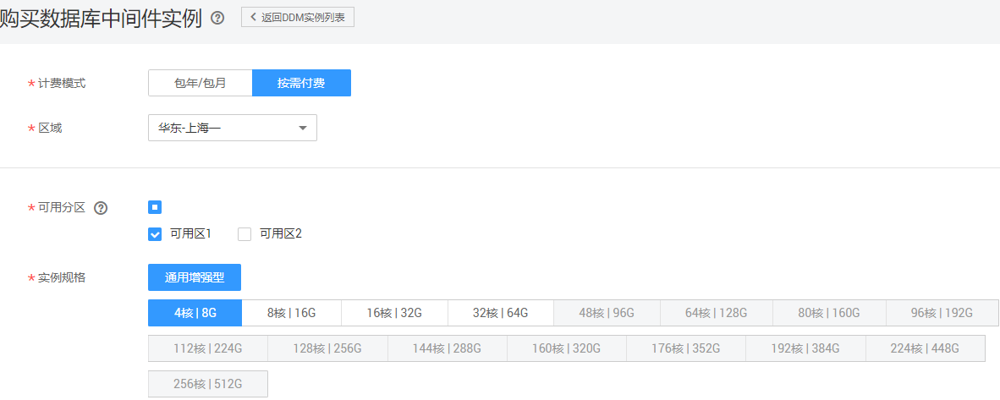 购买数据库中间件实例 ? 返回DDM实例列表
* 计费模式 包年/包月 按需付费
* 区域 华东-上海一
* 可用分区 ?
可用区1 可用区2
* 实例规格 通用增强型
4核 | 8G 8核 | 16G 16核 | 32G 32核 | 64G 48核 | 96G 64核 | 128G 80核 | 160G 96核 | 192G
112核 | 224G 128核 | 256G 144核 | 288G 160核 | 320G 176核 | 352G 192核 | 384G 224核 | 448G
256核 | 512G